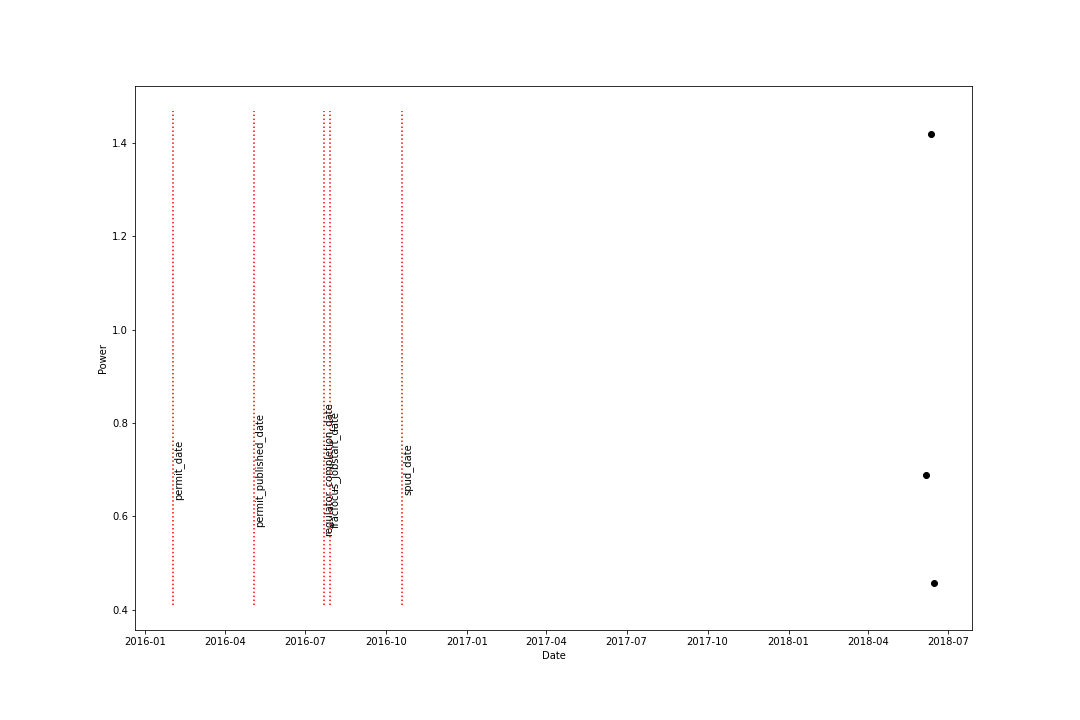 1.4
1.2
1.0
0.8
0.6
0.4
Power
permit_date
permit_published_date
regulator_completion_date
fracfocus_jobstart_date
spud_date
2016-01 2016-04 2016-07 2016-10 2017-01 2017-04 2017-07 2017-10 2018-01 2018-04 2018-07
Date